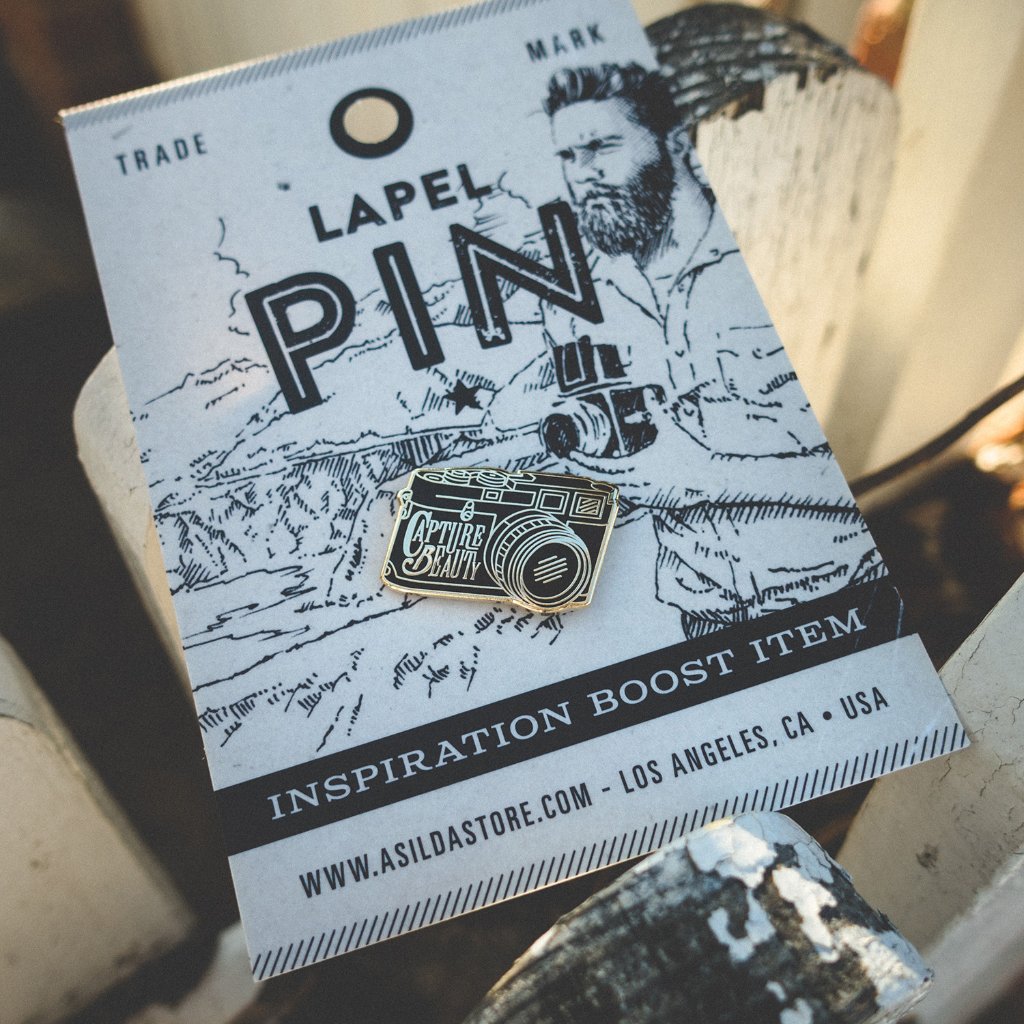 TRADE
MARK
LAPEL
PIN
CAPTURE
BEAUTY
INSPIRATION BOOST ITEM
WWW.ASILDASTORE.COM - LOS ANGELES, CA • USA